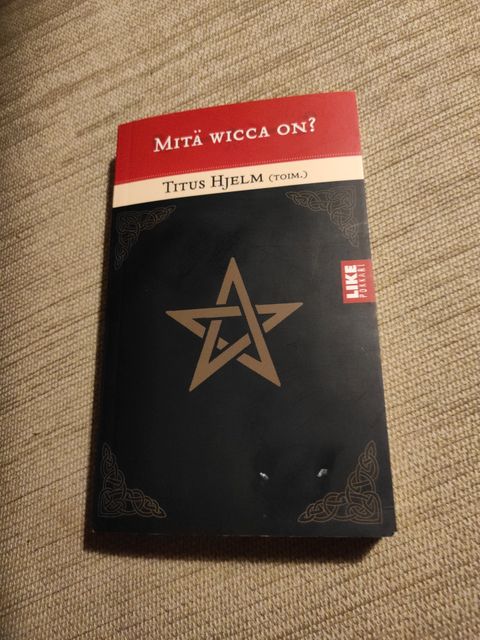 MITÄ WICCA ON?
TITUS HJELM (TOIM.)
LIKE
POKKARI